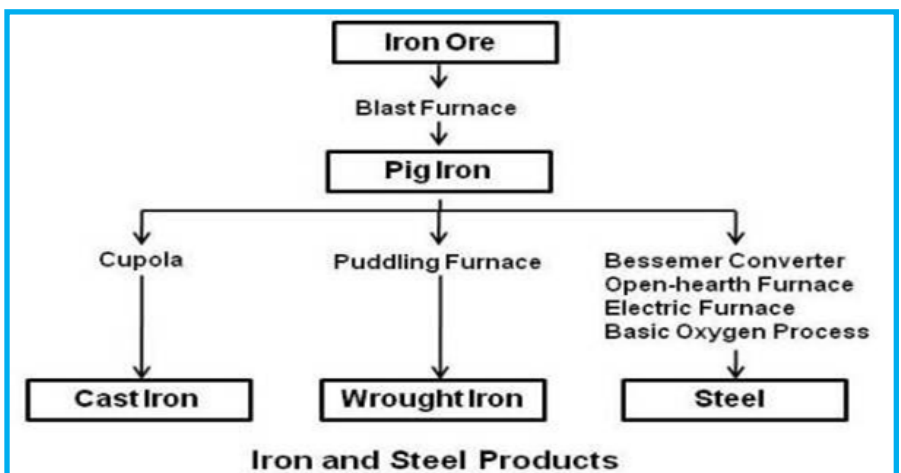 Iron Ore
Blast Furnace
Pig Iron
Cupola
Puddling Furnace
Bessemer Converter
Open-hearth Furnace
Electric Furnace
Basic Oxygen Process
Cast Iron
Wrought Iron
Steel
Iron and Steel Products